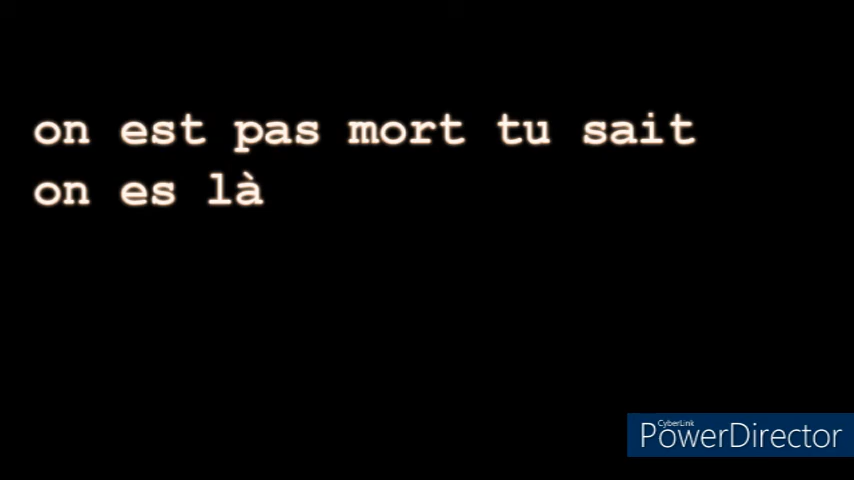 on est pas mort tu sait
on es là
CyberLink
PowerDirector